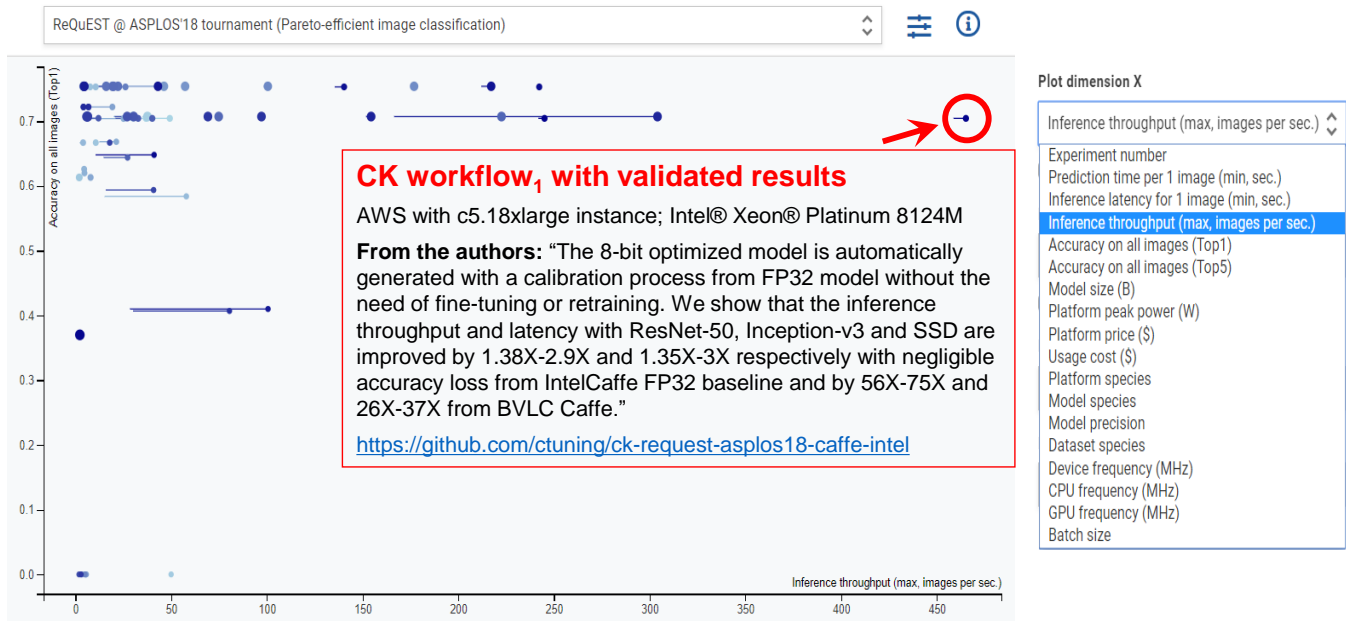 ReQuEST @ ASPLOS'18 tournament (Pareto-efficient image classification)
Accuracy on all images (Top1)
0.7
0.6
0.5
0.4
0.3
0.2
0.1
0.0
CK workflow1 with validated results
AWS with c5.18xlarge instance; Intel® Xeon® Platinum 8124M
From the authors: “The 8-bit optimized model is automatically
generated with a calibration process from FP32 model without the
need of fine-tuning or retraining. We show that the inference
throughput and latency with ResNet-50, Inception-v3 and SSD are
improved by 1.38X-2.9X and 1.35X-3X respectively with negligible
accuracy loss from IntelCaffe FP32 baseline and by 56X-75X and
26X-37X from BVLC Caffe.”
https://github.com/ctuning/ck-request-asplos18-caffe-intel
Inference throughput (max, images per sec.)
0 50 100 150 200 250 300 350 400 450
Plot dimension X
Inference throughput (max, images per sec.)
Experiment number
Prediction time per 1 image (min, sec.)
Inference latency for 1 image (min, sec.)
Inference throughput (max, images per sec.)
Accuracy on all images (Top1)
Accuracy on all images (Top5)
Model size (B)
Platform peak power (W)
Platform price ($)
Usage cost ($)
Platform species
Model species
Model precision
Dataset species
Device frequency (MHz)
CPU frequency (MHz)
GPU frequency (MHz)
Batch size